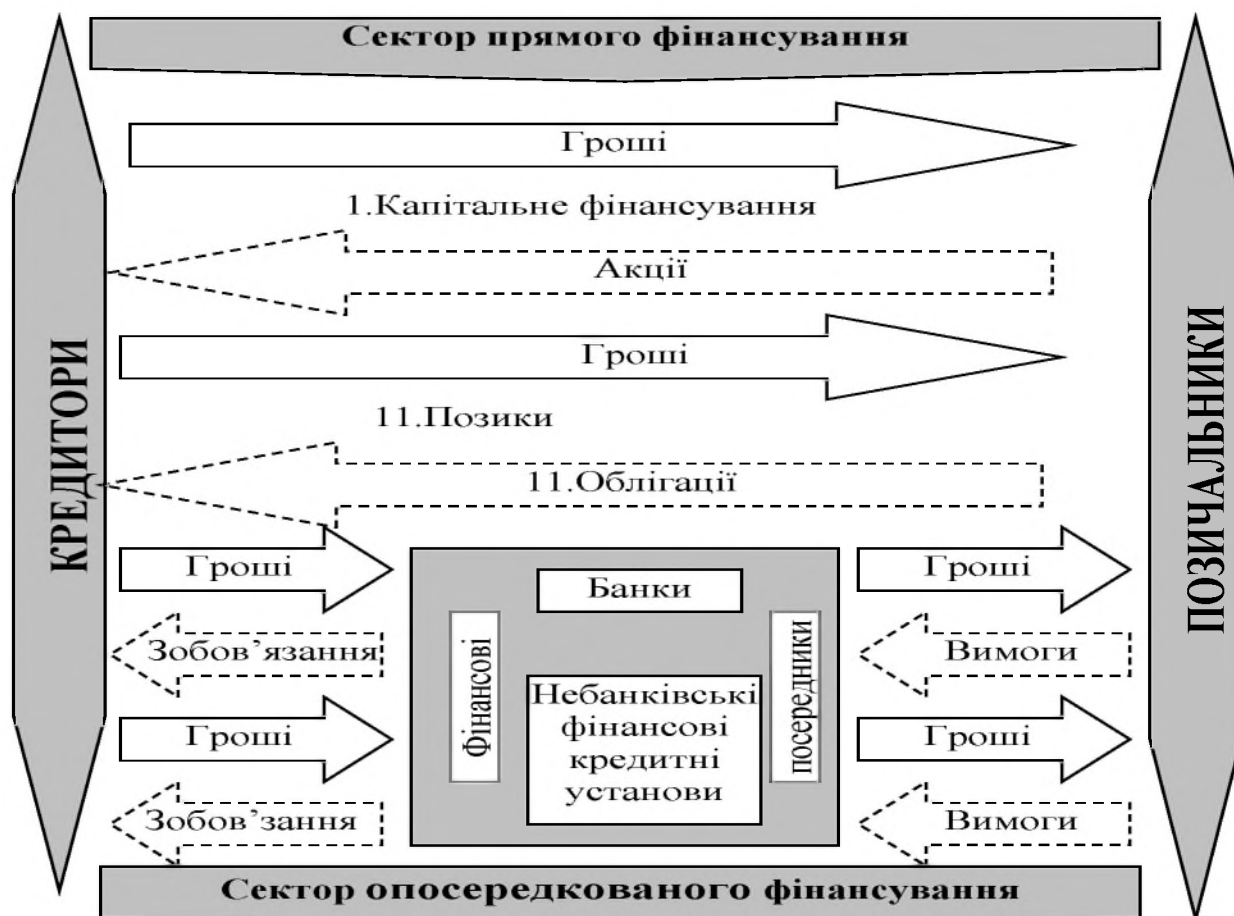 Сектор прямого фінансування
КРЕДИТОРИ
ПОЗИЧАЛЬНИКИ
Гроші
1.Капітальне фінансування
Акції
Гроші
11.Позики
11.Облігації
Гроші
Зобов’язання
Гроші
Зобов’зання
Фінансові
Банки
Небанківські
фінансові
кредитні
установи
посередники
Гроші
Вимоги
Гроші
Вимоги
Сектор опосередкованого фінансування